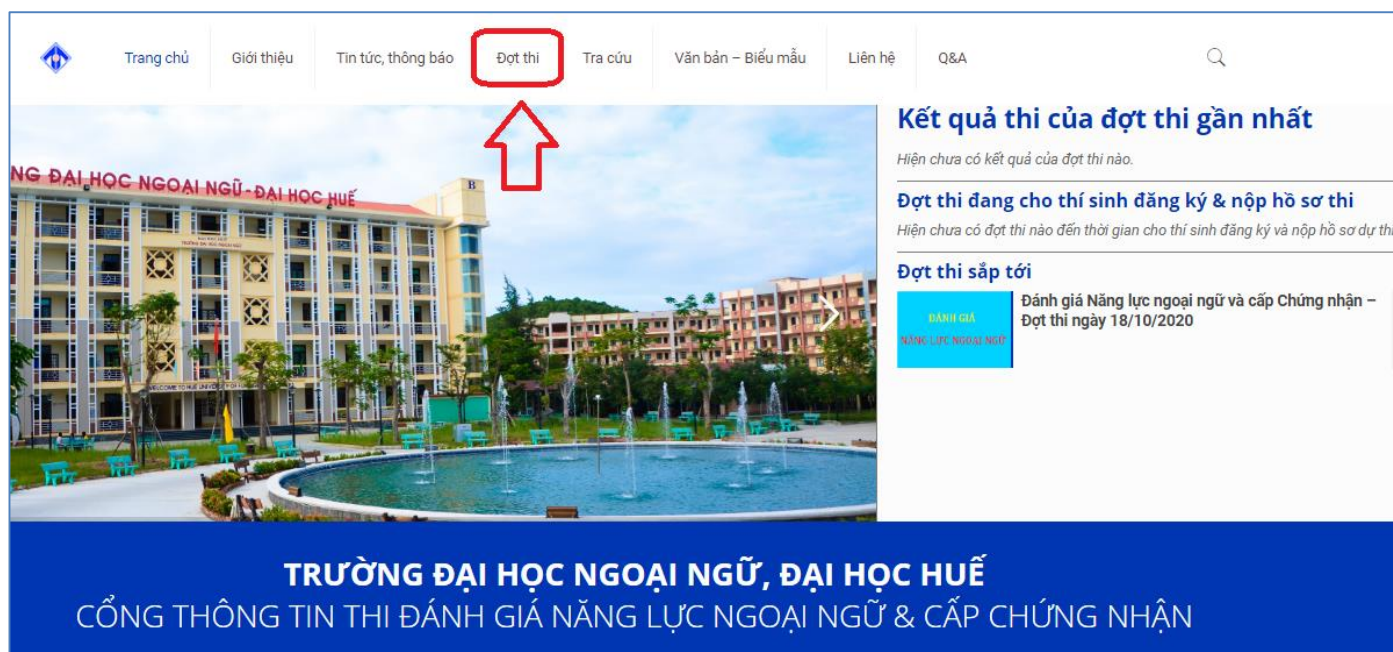 Trang chủ
Giới thiệu
Tin tức, thông báo
Đợt thi
Tra cứu
Văn bản – Biểu mẫu
Liên hệ
Q&A
NG ĐẠI HỌC NGOẠI NGỮ - ĐẠI HỌC HUẾ
B
Kết quả thi của đợt thi gần nhất
Hiện chưa có kết quả của đợt thi nào.
Đợt thi đang cho thí sinh đăng ký & nộp hồ sơ thi
Hiện chưa có đợt thi nào đến thời gian cho thí sinh đăng ký và nộp hồ sơ dự thi
Đợt thi sắp tới
ĐÁNH GIÁ
NĂNG LỰC NGOẠI NGỮ
Đánh giá Năng lực ngoại ngữ và cấp Chứng nhận –
Đợt thi ngày 18/10/2020
TRƯỜNG ĐẠI HỌC NGOẠI NGỮ, ĐẠI HỌC HUẾ
CỔNG THÔNG TIN THI ĐÁNH GIÁ NĂNG LỰC NGOẠI NGỮ & CẤP CHỨNG NHẬN